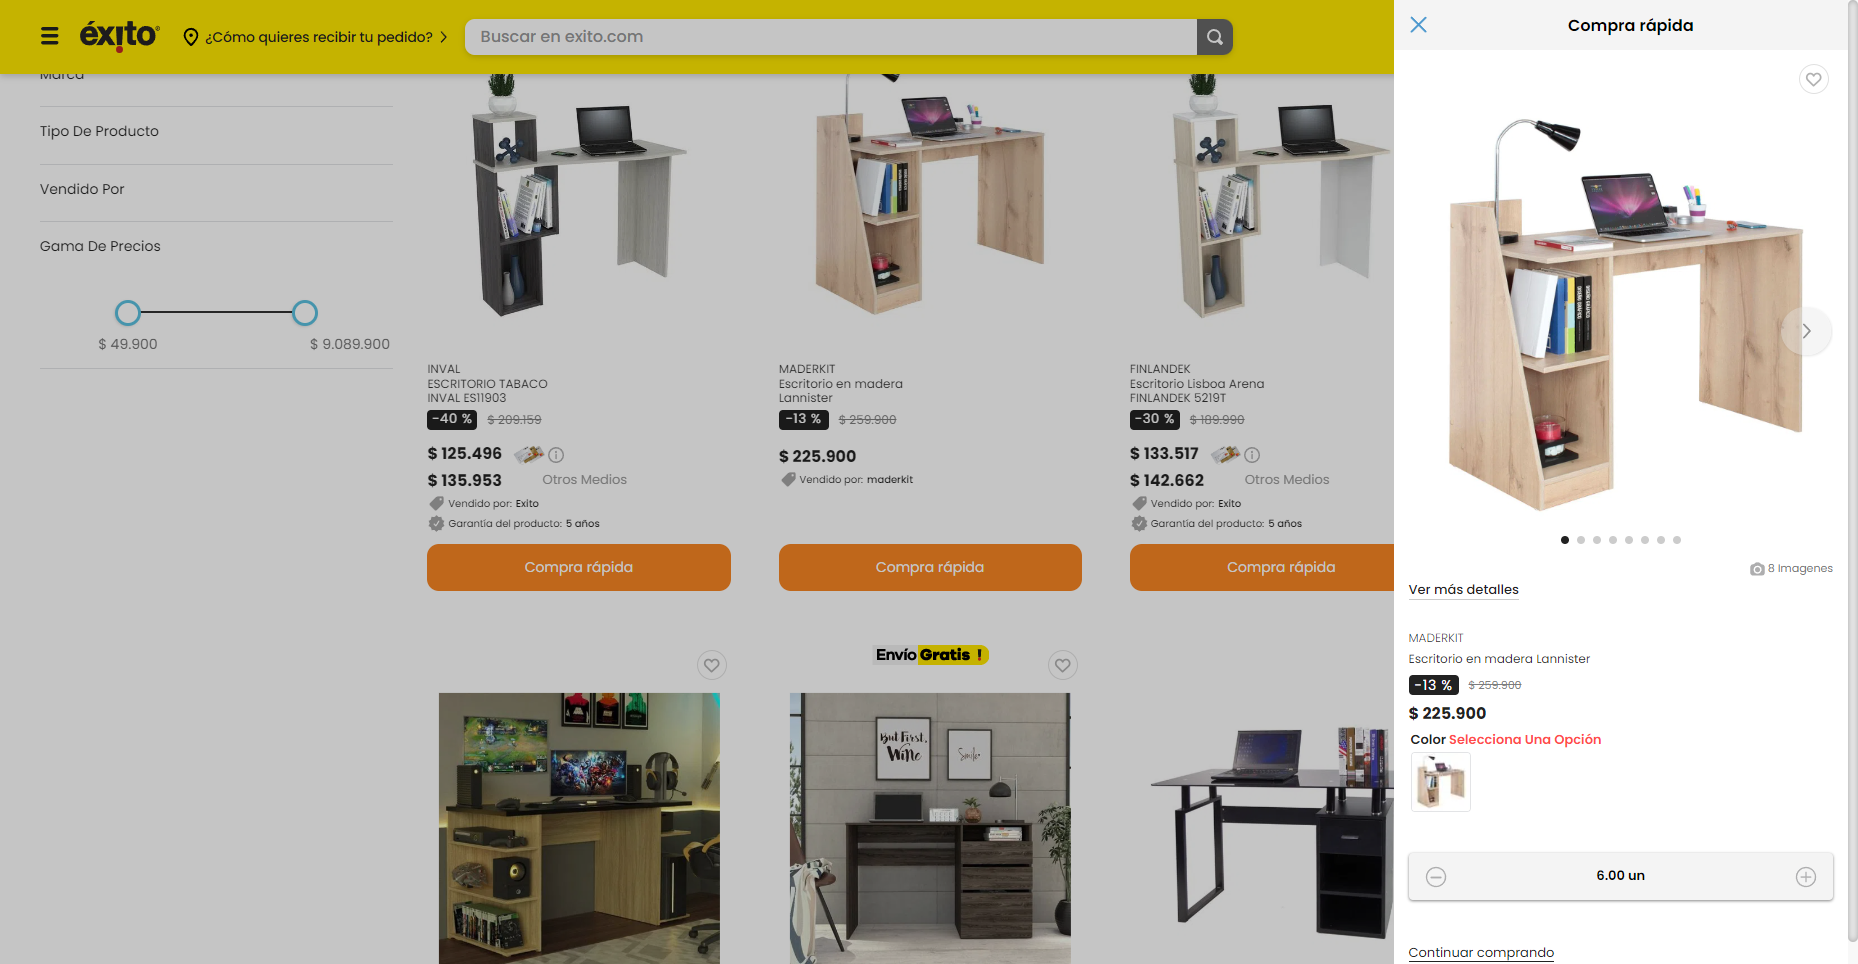 éxito
¿Cómo quieres recibir tu pedido?
Buscar en exito.com
Marca
Tipo De Producto
Vendido Por
Gama De Precios
$ 49.900
$ 9.089.900
INVAL
ESCRITORIO TABACO
INVAL ES11903
-40 %
$ 209.159
$ 125.496
$ 135.953
Otros Medios
Vendido por: Exito
Garantía del producto: 5 años
Compra rápida
MADERKIT
Escritorio en madera
Lannister
-13 %
$ 259.900
$ 225.900
Vendido por: maderkit
Compra rápida
FINLANDEK
Escritorio Lisboa Arena
FINLANDEK 5219T
-30 %
$ 189.990
$ 133.517
$ 142.662
Otros Medios
Vendido por: Exito
Garantía del producto: 5 años
Compra rápida
Envío Gratis !
But First,
Wine
Smile
Compra rápida
8 Imagenes
Ver más detalles
MADERKIT
Escritorio en madera Lannister
-13 %
$ 259.900
$ 225.900
Color Selecciona Una Opción
6.00 un
Continuar comprando